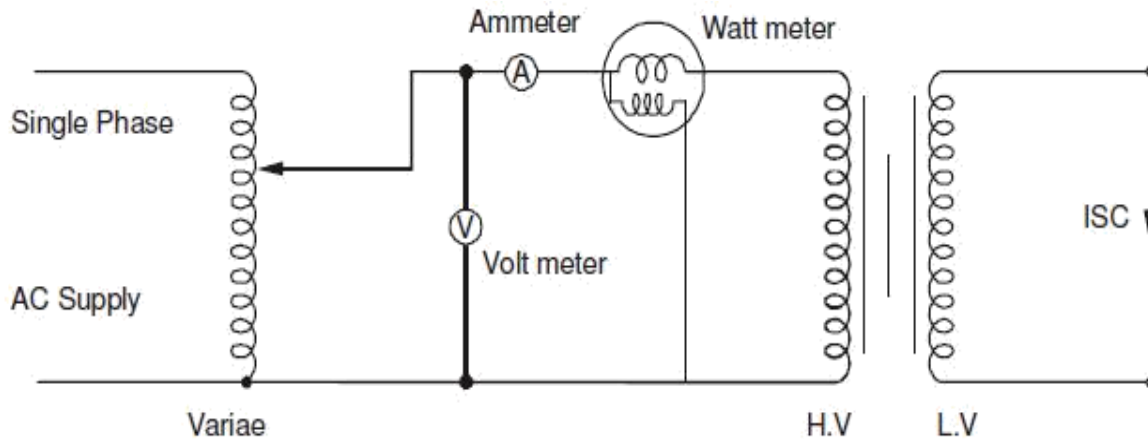 Ammeter
Watt meter
A
Single Phase
V
ISC
Volt meter
AC Supply
Variae
H.V
L.V